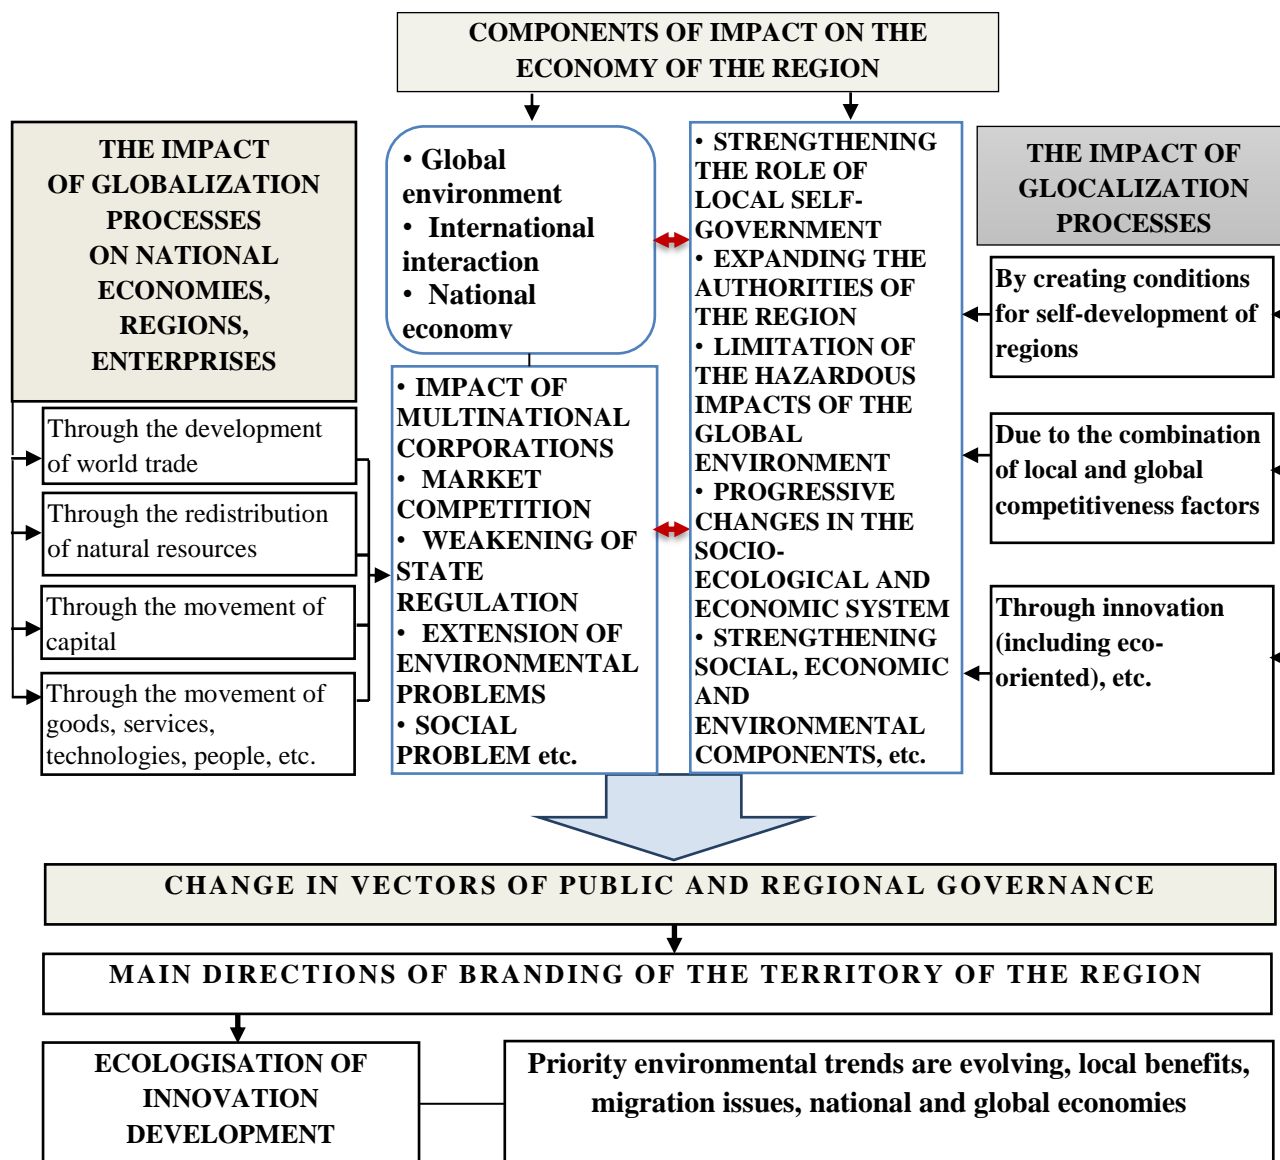 COMPONENTS OF IMPACT ON THE
ECONOMY OF THE REGION
THE IMPACT
OF GLOBALIZATION
PROCESSES
ON NATIONAL
ECONOMIES,
REGIONS,
ENTERPRISES
Through the development
of world trade
Through the redistribution
of natural resources
Through the movement of
capital
Through the movement of
goods, services,
technologies, people, etc.
• Global
environment
• International
interaction
• National
economy
• IMPACT OF
MULTINATIONAL
CORPORATIONS
• MARKET
COMPETITION
• WEAKENING OF
STATE
REGULATION
• EXTENSION OF
ENVIRONMENTAL
PROBLEMS
• SOCIAL
PROBLEM etc.
• STRENGTHENING
THE ROLE OF
LOCAL SELF-
GOVERNMENT
• EXPANDING THE
AUTHORITIES OF
THE REGION
• LIMITATION OF
THE HAZARDOUS
IMPACTS OF THE
GLOBAL
ENVIRONMENT
• PROGRESSIVE
CHANGES IN THE
SOCIO-
ECOLOGICAL AND
ECONOMIC SYSTEM
• STRENGTHENING
SOCIAL, ECONOMIC
AND
ENVIRONMENTAL
COMPONENTS, etc.
THE IMPACT OF
GLOCALIZATION
PROCESSES
By creating conditions
for self-development of
regions
Due to the combination
of local and global
competitiveness factors
Through innovation
(including eco-
oriented), etc.
CHANGE IN VECTORS OF PUBLIC AND REGIONAL GOVERNANCE
MAIN DIRECTIONS OF BRANDING OF THE TERRITORY OF THE REGION
ECOLOGISATION OF
INNOVATION
DEVELOPMENT
Priority environmental trends are evolving, local benefits,
migration issues, national and global economies